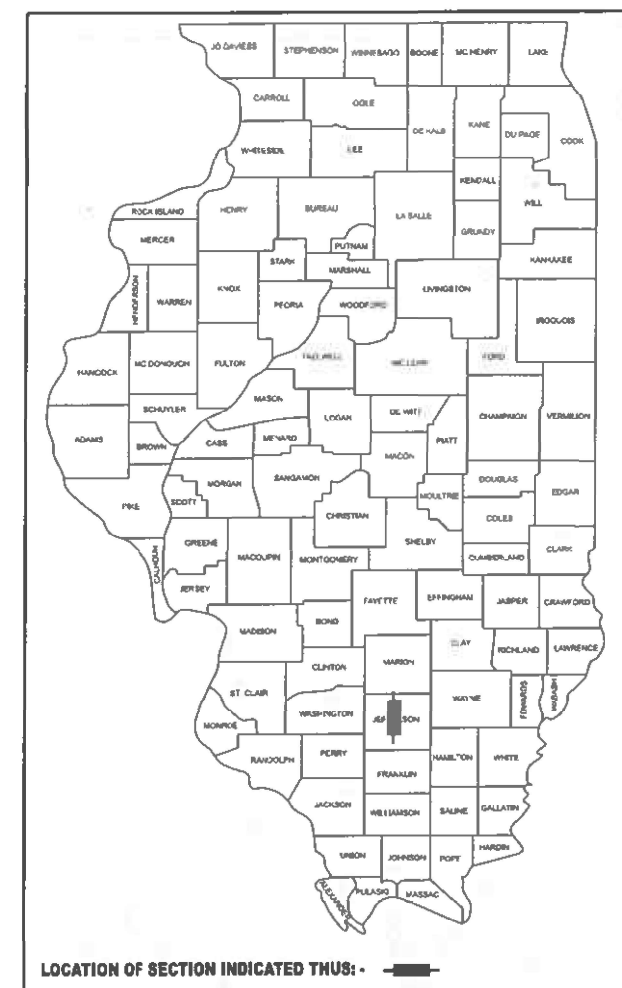 JO DAVIESS STEPHENSON WINNEBAGO BOONE MC HENRY LAKE
CARROLL OGLE DE KALB KANE DU PAGE COOK
WHITESIDE LEE KENDALL WILL
ROCK ISLAND HENRY BUREAU LA SALLE GRUNDY
MERCER STARK PUTNAM KANKAKEE
HENDERSON WARREN KNOX MARSHALL LIVINGSTON
PEORIA WOODFORD IROQUOIS
HANCOCK MC DONOUGH FULTON TAZEWELL MCLEAN FORD
SCHUYLER MASON LOGAN DE WITT CHAMPAIGN VERMILION
ADAMS BROWN CASS MENARD MACON PIATT
PIKE SCOTT MORGAN SANGAMON CHRISTIAN MOULTRIE DOUGLAS EDGAR
COLES
CALHOUN GREENE MACOUPIN MONTGOMERY SHELBY CUMBERLAND CLARK
JERSEY FAYETTE EFFINGHAM JASPER CRAWFORD
MADISON BOND CLAY RICHLAND LAWRENCE
CLINTON MARION
ST. CLAIR WASHINGTON WAYNE EDWARDS WABASH
MONROE
RANDOLPH PERRY HAMILTON WHITE
FRANKLIN
JACKSON WILLIAMSON SALINE GALLATIN
UNION JOHNSON POPE HARDIN
ALEXANDER PULASKI MASSAC
LOCATION OF SECTION INDICATED THUS: -